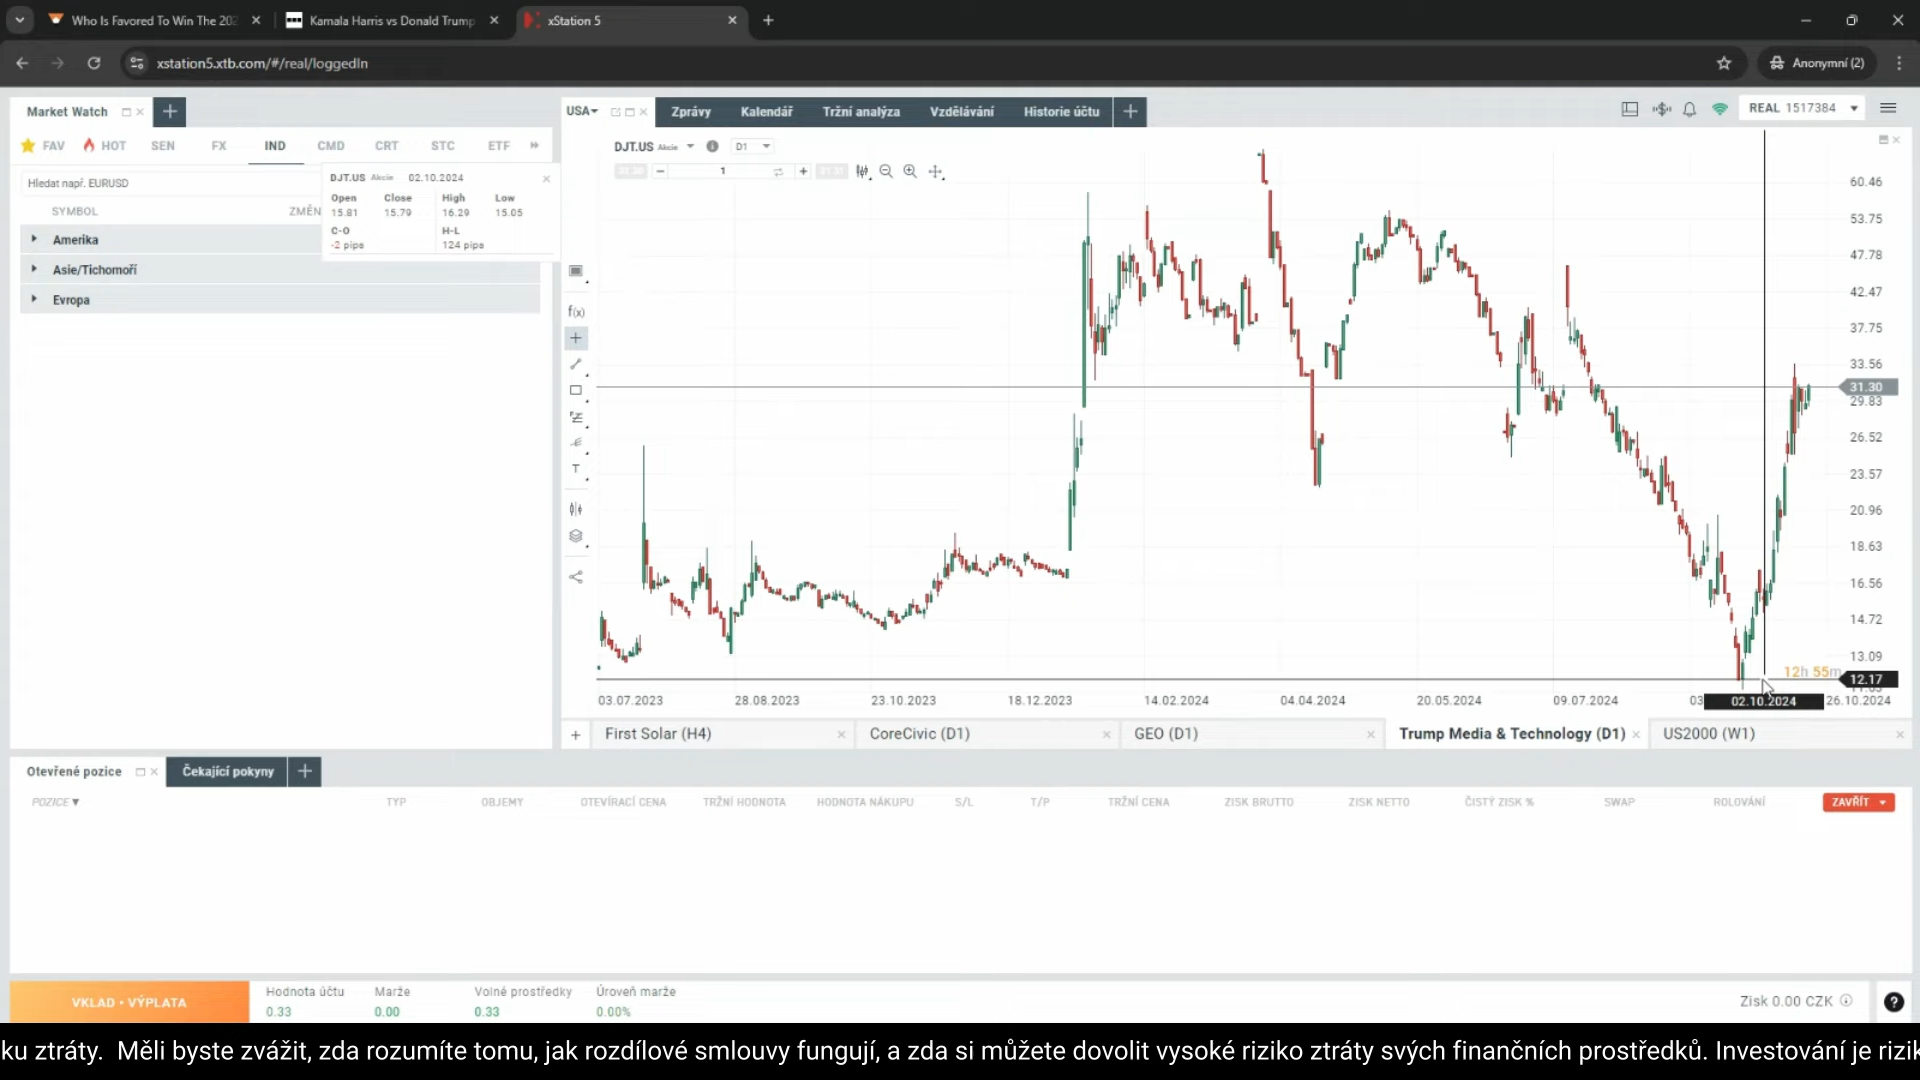 Who Is Favored To Win The 202
Kamala Harris vs Donald Trump
xStation 5
xstation5.xtb.com/#/real/loggedIn
Anonymní (2)
Market Watch
USA
Zprávy
Kalendář
Tržní analýza
Vzdělávání
Historie účtu
REAL 1517384
FAV
HOT
SEN
FX
IND
CMD
CRT
STC
ETF
Hledat např. EURUSD
SYMBOL
ZMĚN
Amerika
Asie/Tichomoří
Evropa
DJT.US Akcie 02.10.2024
Open Close High Low
15.81 15.79 16.29 15.05
C-O H-L
-2 pips 124 pips
DJT.US Akcie
D1
1
f(x)
T
60.46
53.75
47.78
42.47
37.75
33.56
31.30
29.83
26.52
23.57
20.96
18.63
16.56
14.72
13.09
12h 55m
12.17
03.07.2023
28.08.2023
23.10.2023
18.12.2023
14.02.2024
04.04.2024
20.05.2024
09.07.2024
03
02.10.2024
26.10.2024
First Solar (H4)
CoreCivic (D1)
GEO (D1)
Trump Media & Technology (D1)
US2000 (W1)
Otevřené pozice
Čekající pokyny
POZICE
TYP
OBJEMY
OTEVÍRACÍ CENA
TRŽNÍ HODNOTA
HODNOTA NÁKUPU
S/L
T/P
TRŽNÍ CENA
ZISK BRUTTO
ZISK NETTO
ČISTÝ ZISK %
SWAP
ROLOVÁNÍ
ZAVŘÍT
VKLAD • VÝPLATA
Hodnota účtu
0.33
Marže
0.00
Volné prostředky
0.33
Úroveň marže
0.00%
Zisk 0.00 CZK
ku ztráty. Měli byste zvážit, zda rozumíte tomu, jak rozdílové smlouvy fungují, a zda si můžete dovolit vysoké riziko ztráty svých finančních prostředků. Investování je rizik